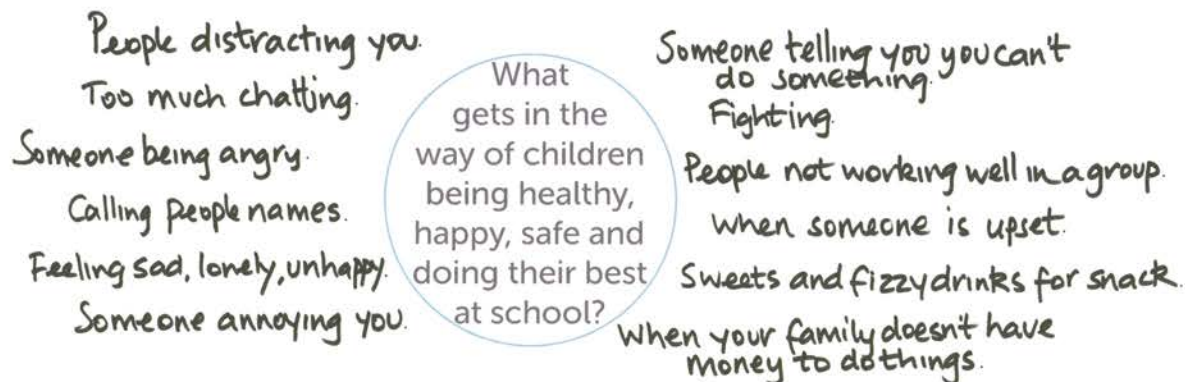 People distracting you.
Too much chatting.
Someone being angry.
Calling people names.
Feeling sad, lonely, unhappy.
Someone annoying you.
What
gets in the
way of children
being healthy,
happy, safe and
doing their best
at school?
Someone telling you you can't
do something.
Fighting.
People not working well in a group.
When someone is upset.
Sweets and fizzy drinks for snack.
When your family doesn't have
money to do things.